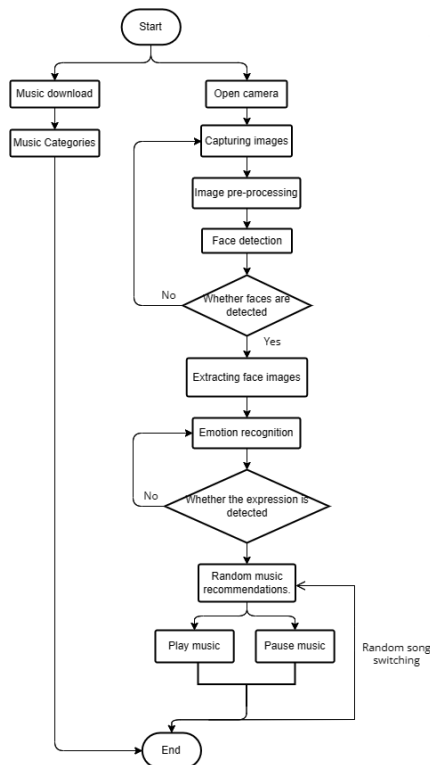 Start
Music download
Open camera
Music Categories
Capturing images
Image pre-processing
Face detection
No
Whether faces are
detected
Yes
Extracting face images
Emotion recognition
No
Whether the expression is
detected
Random music
recommendations.
Play music
Pause music
Random song
switching
End